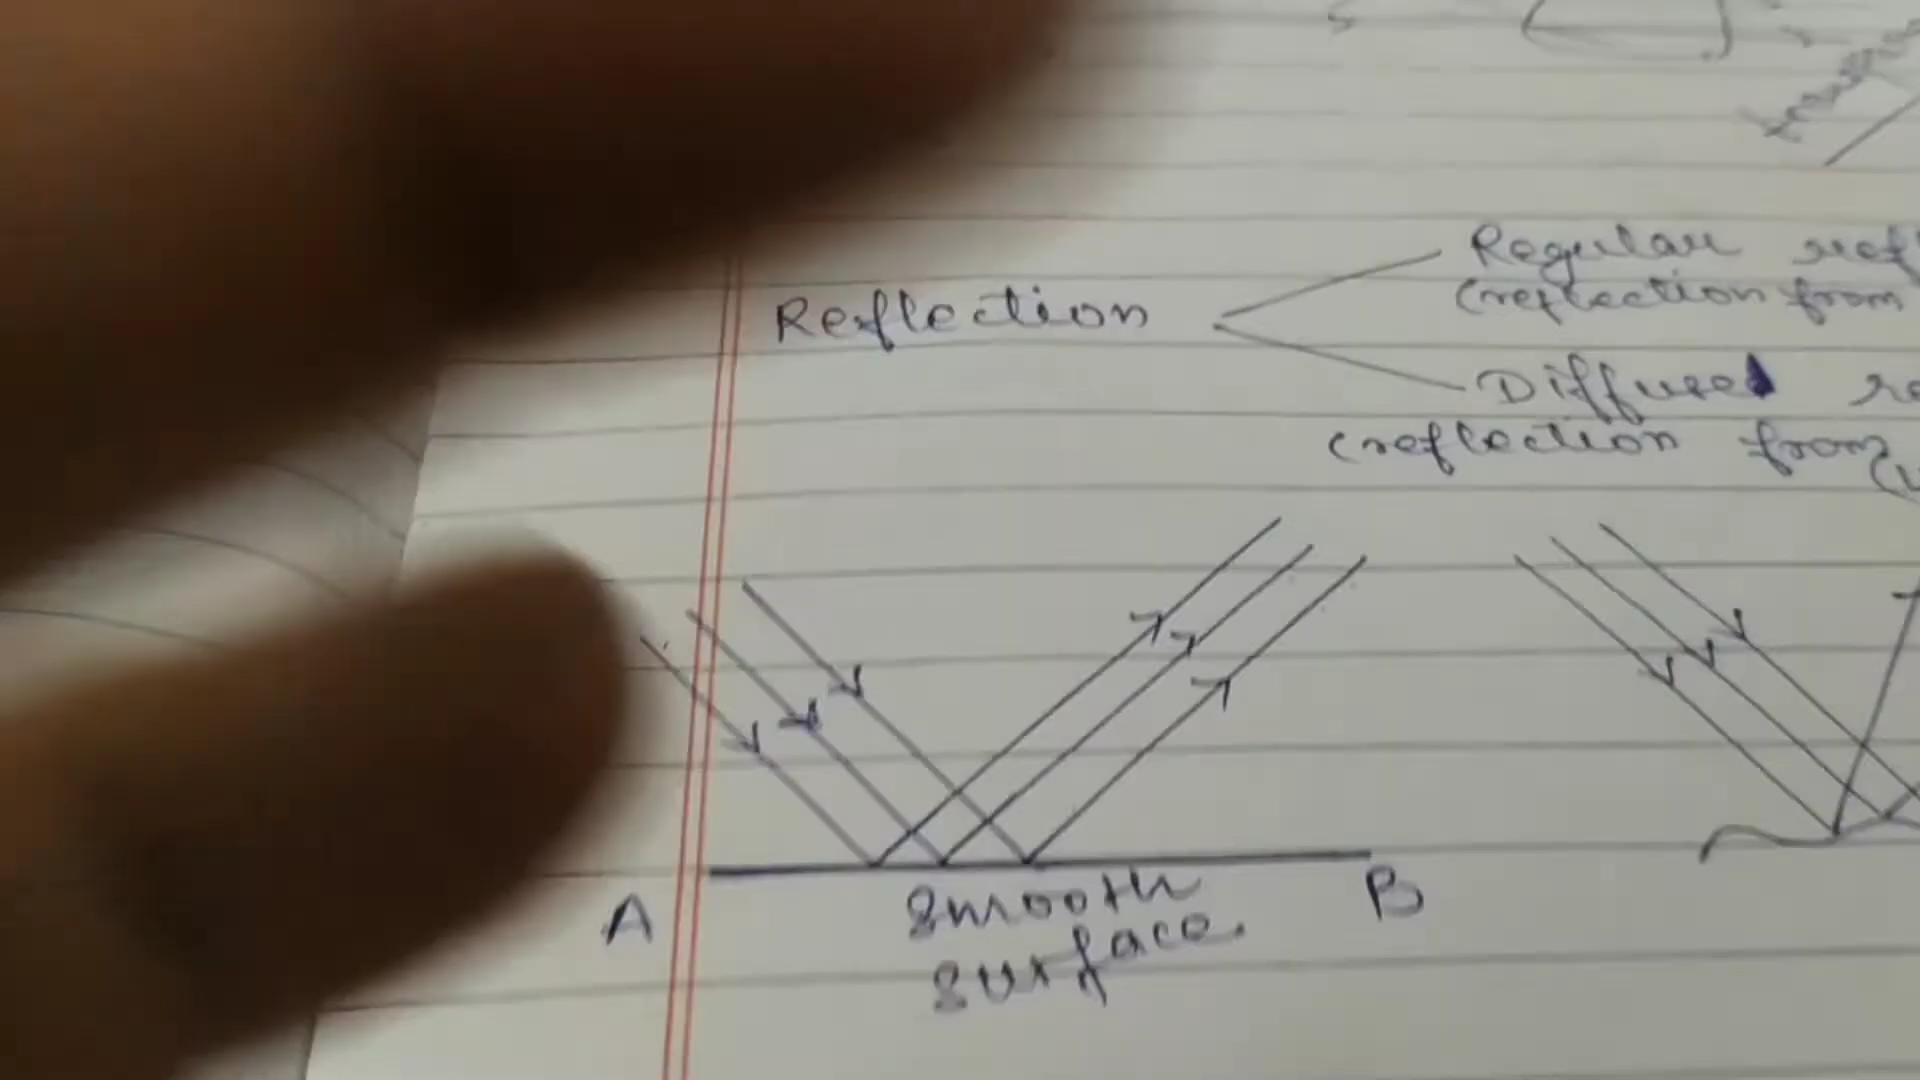 Reflection
Regular
(reflection from
Diffused
(reflection from
A
B
Smooth
surface.